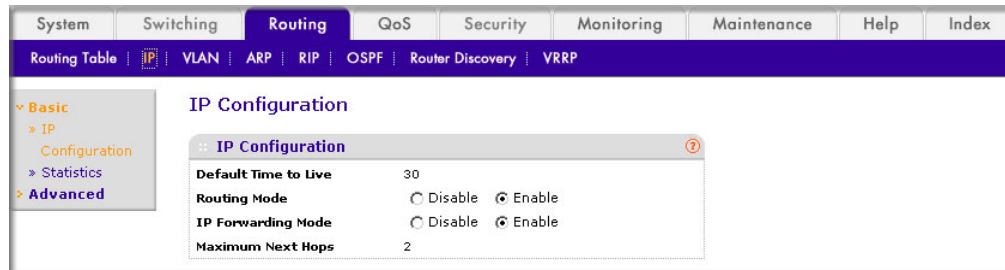 System Switching Routing QoS Security Monitoring Maintenance Help Index
Routing Table | IP | VLAN | ARP | RIP | OSPF | Router Discovery | VRRP
Basic
» IP
Configuration
» Statistics
Advanced
IP Configuration
IP Configuration ?
Default Time to Live 30
Routing Mode Disable Enable
IP Forwarding Mode Disable Enable
Maximum Next Hops 2